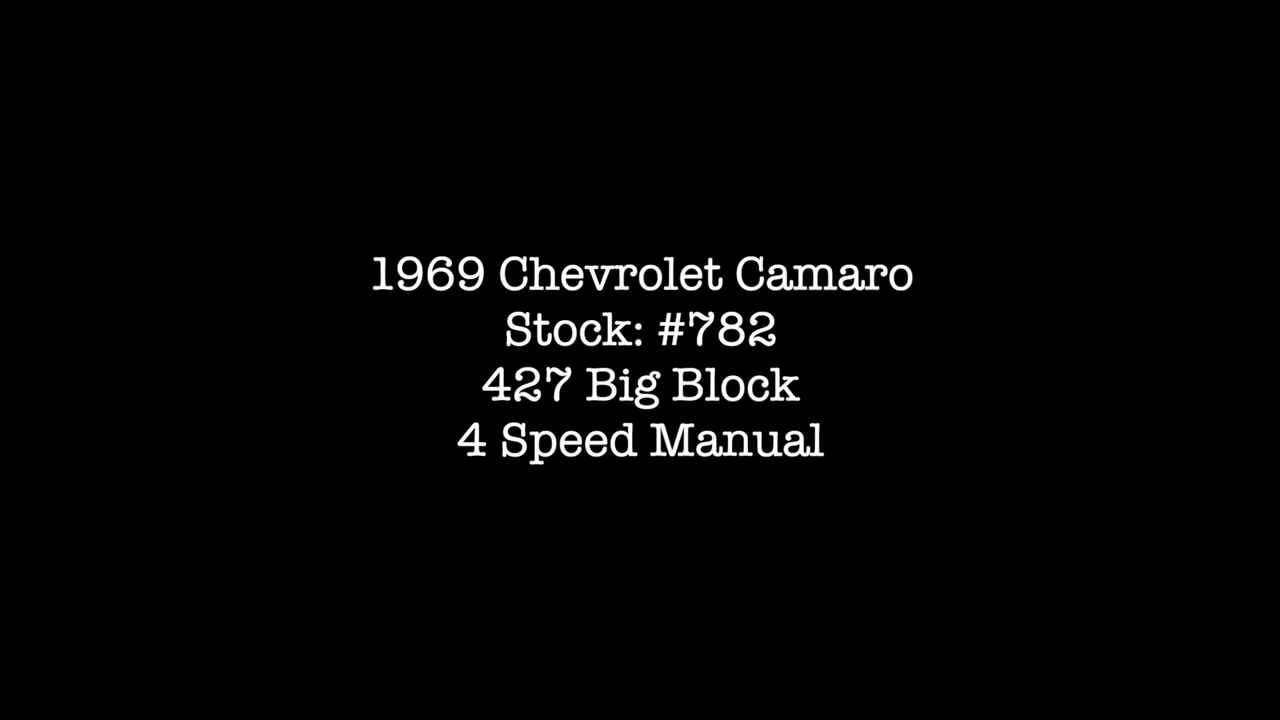 1969 Chevrolet Camaro
Stock: #782
427 Big Block
4 Speed Manual